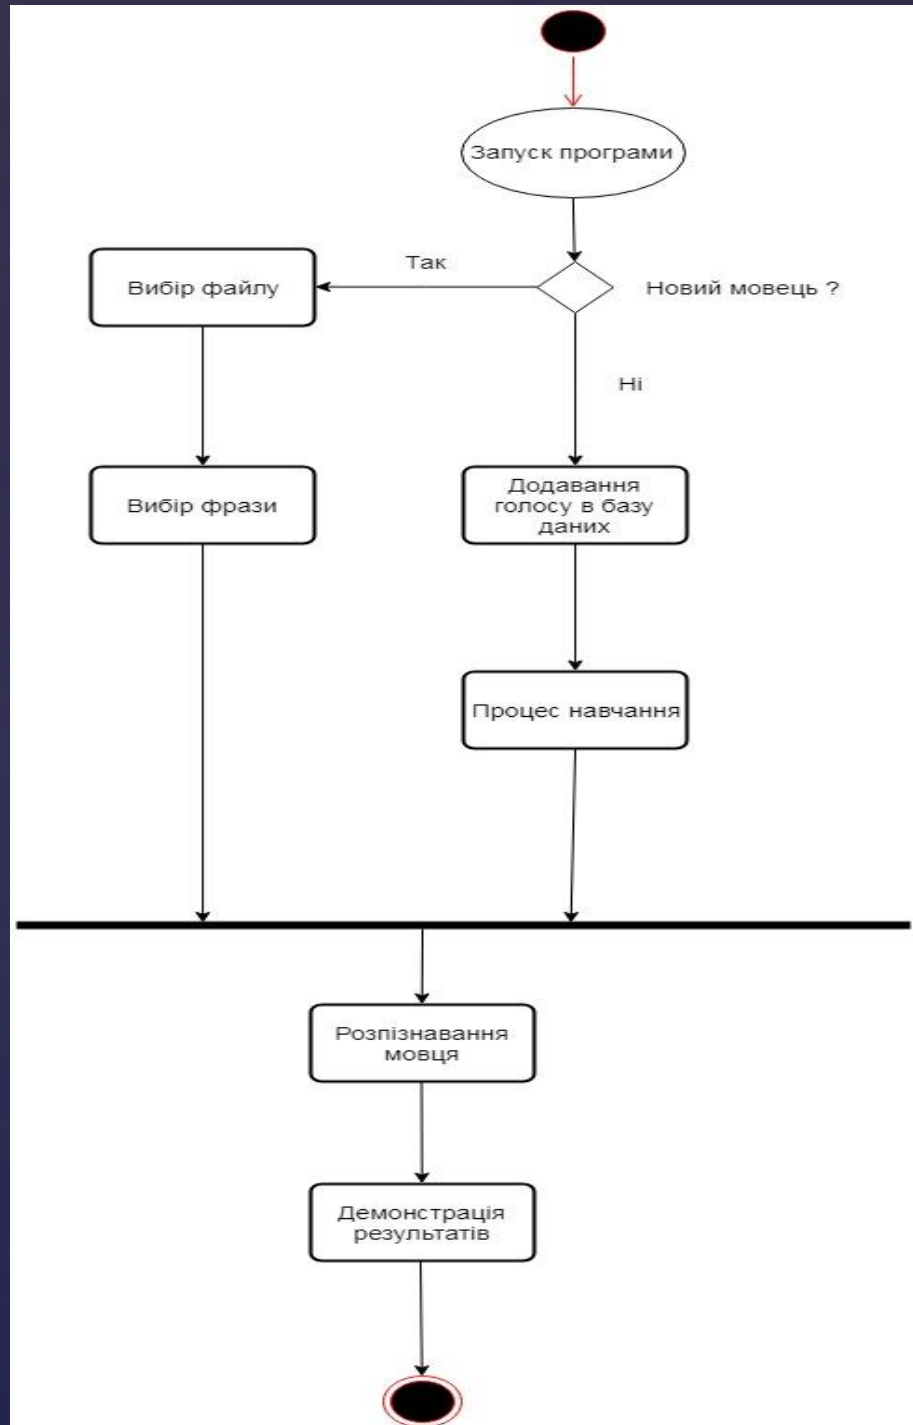 Запуск програми
Так
Вибір файлу
Новий мовець ?
Ні
Вибір фрази
Додавання
голосу в базу
даних
Процес навчання
Розпізнавання
мовця
Демонстрація
результатів